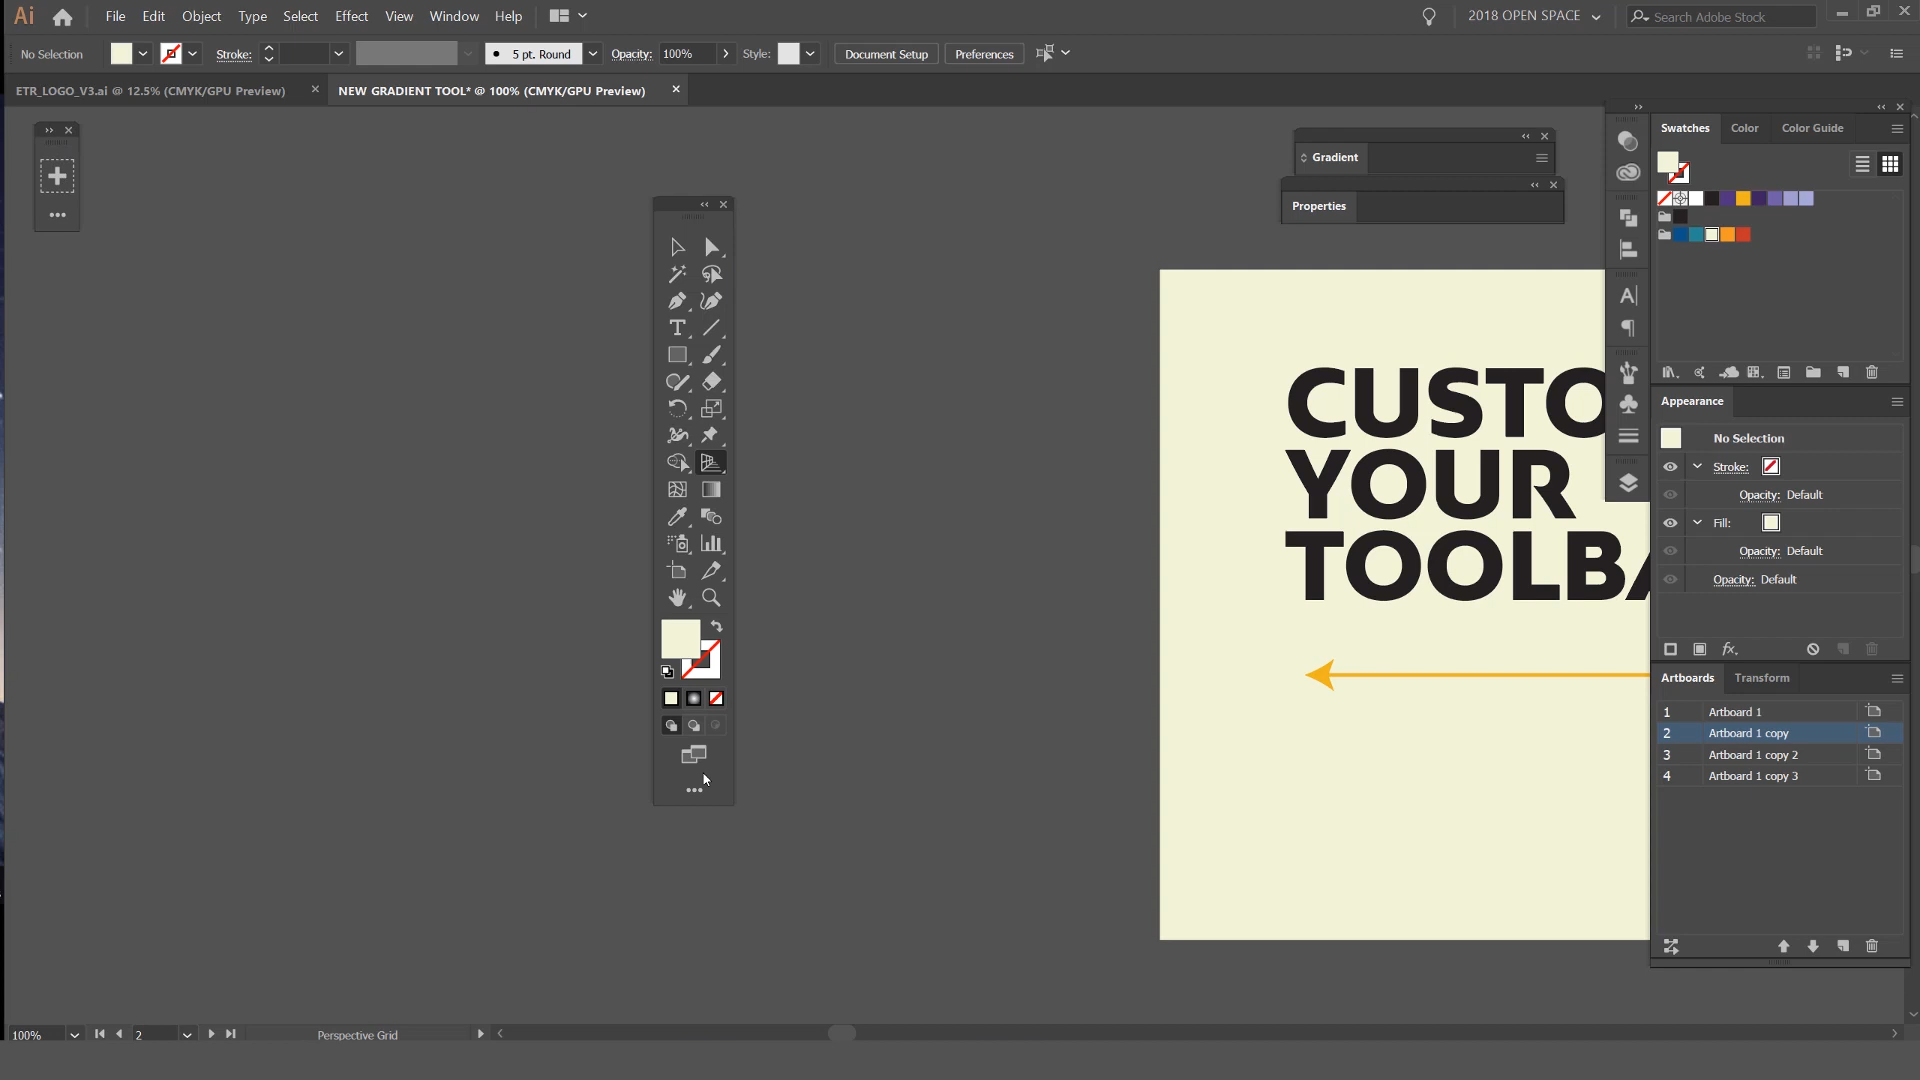 Ai File Edit Object Type Select Effect View Window Help 2018 OPEN SPACE Search Adobe Stock
No Selection Stroke: 5 pt. Round Opacity: 100% Style: Document Setup Preferences
ETR_LOGO_V3.ai @ 12.5% (CMYK/GPU Preview) NEW GRADIENT TOOL* @ 100% (CMYK/GPU Preview)
Swatches Color Color Guide
Gradient
Properties
CUSTO
YOUR
TOOLBA
Appearance
No Selection
Stroke:
Opacity: Default
Fill:
Opacity: Default
Opacity: Default
fx
Artboards Transform
1 Artboard 1
2 Artboard 1 copy
3 Artboard 1 copy 2
4 Artboard 1 copy 3
100% 2 Perspective Grid